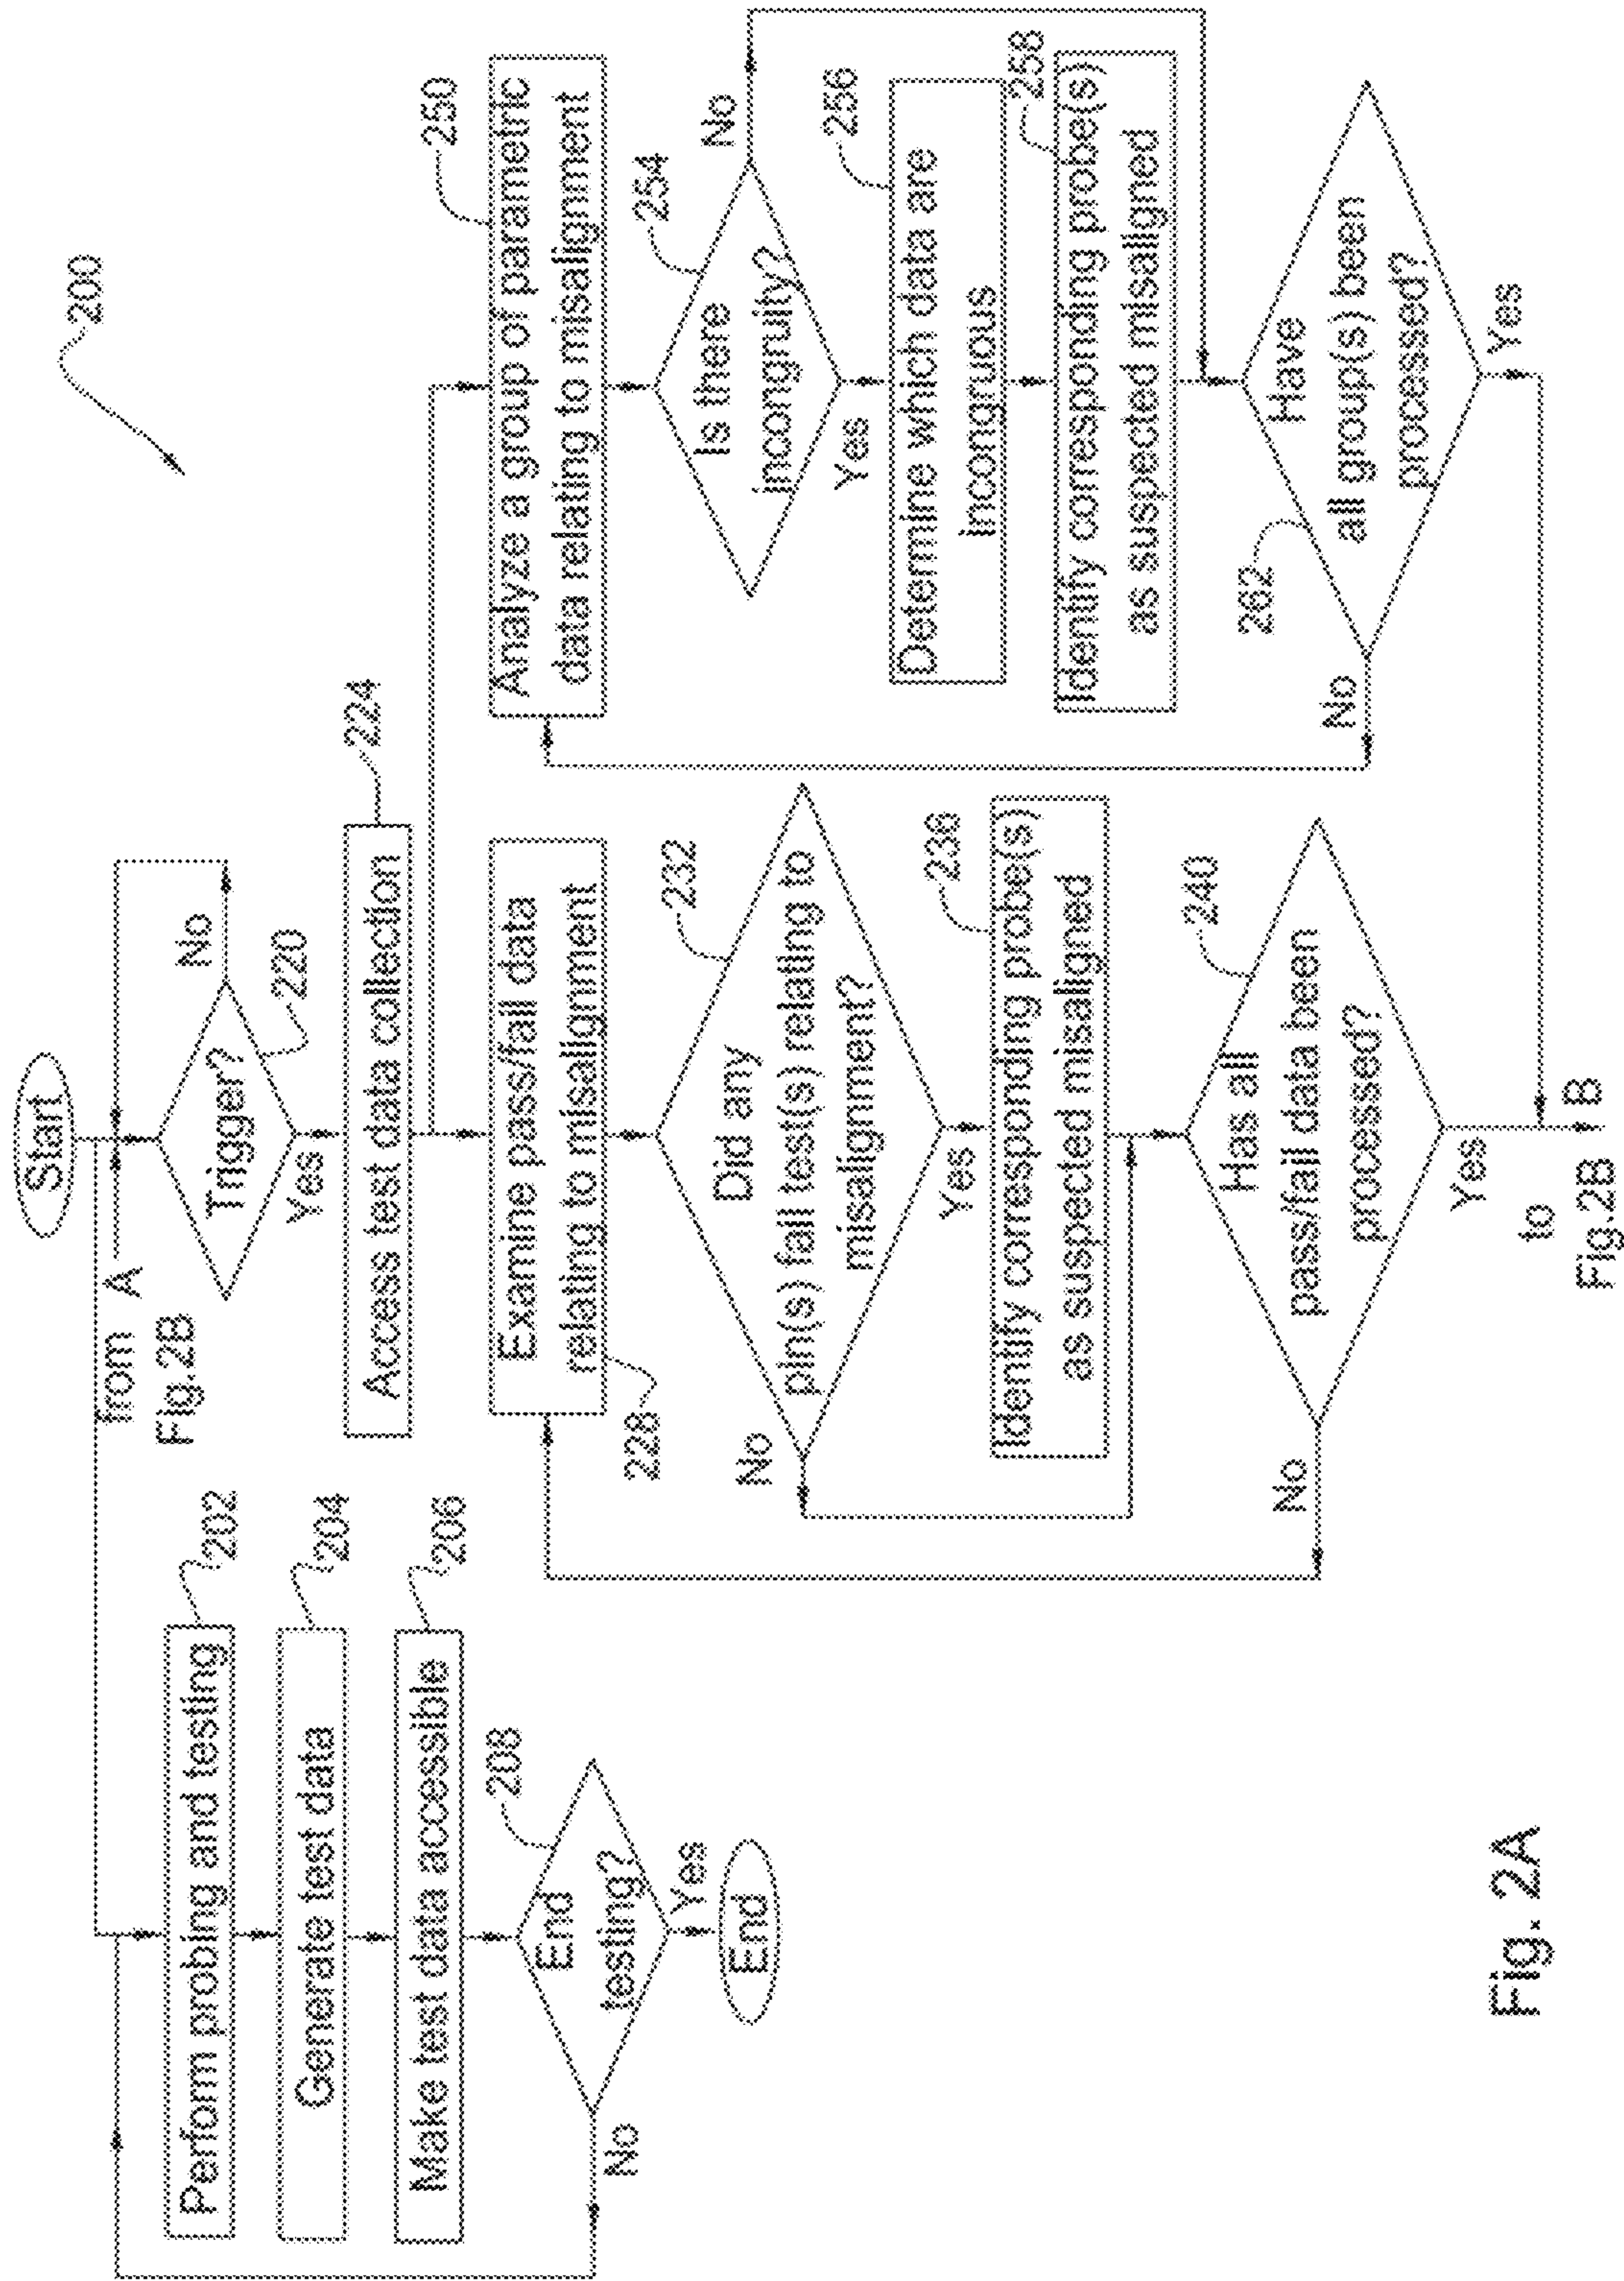 200
Start
from A
Fig.2B
Perform probing and testing
202
Generate test data
204
Make test data accessible
206
End
testing?
208
No
Yes
End
Trigger?
220
No
Yes
Access test data collection
224
Examine pass/fail data
relating to misalignment
228
Did any
pin(s) fail test(s) relating to
misalignment?
232
No
Yes
Identify corresponding probe(s)
as suspected misaligned
236
Has all
pass/fail data been
processed?
240
No
Yes
Analyze a group of parametric
data relating to misalignment
250
Is there
incongruity?
254
No
Yes
Determine which data are
incongruous
256
Identify corresponding probe(s)
as suspected misaligned
258
Have
all group(s) been
processed?
262
No
Yes
to B
Fig.2B
Fig. 2A